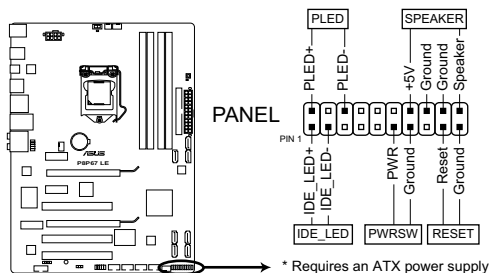 PLED
SPEAKER
PLED+
PLED-
+5V
Ground
Ground
Speaker
PANEL
PIN 1
IDE_LED+
IDE_LED-
PWR
Ground
Reset
Ground
IDE_LED
PWRSW
RESET
/ISUS
P8P67 LE
* Requires an ATX power supply